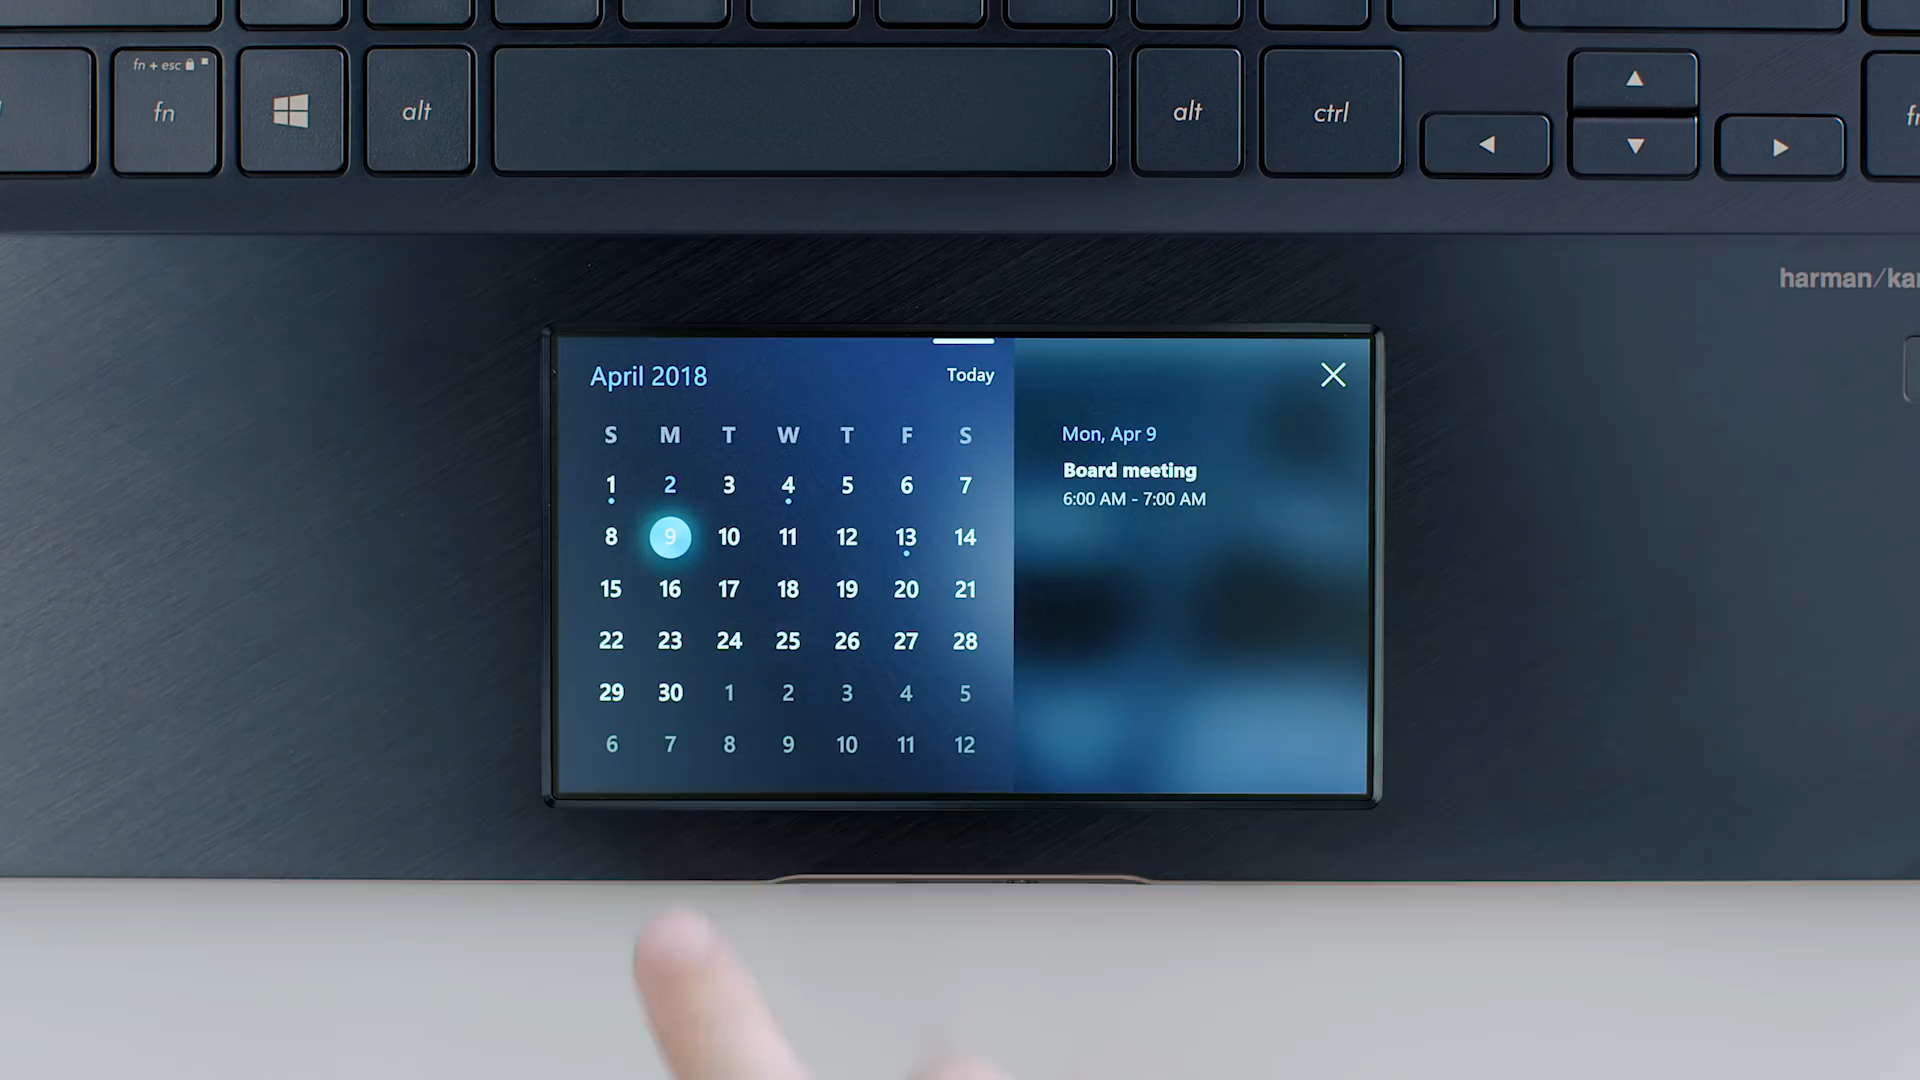 fn + esc
fn
alt
alt
ctrl
harman/
April 2018
Today
S M T W T F S
1 2 3 4 5 6 7
8 9 10 11 12 13 14
15 16 17 18 19 20 21
22 23 24 25 26 27 28
29 30 1 2 3 4 5
6 7 8 9 10 11 12
Mon, Apr 9
Board meeting
6:00 AM - 7:00 AM